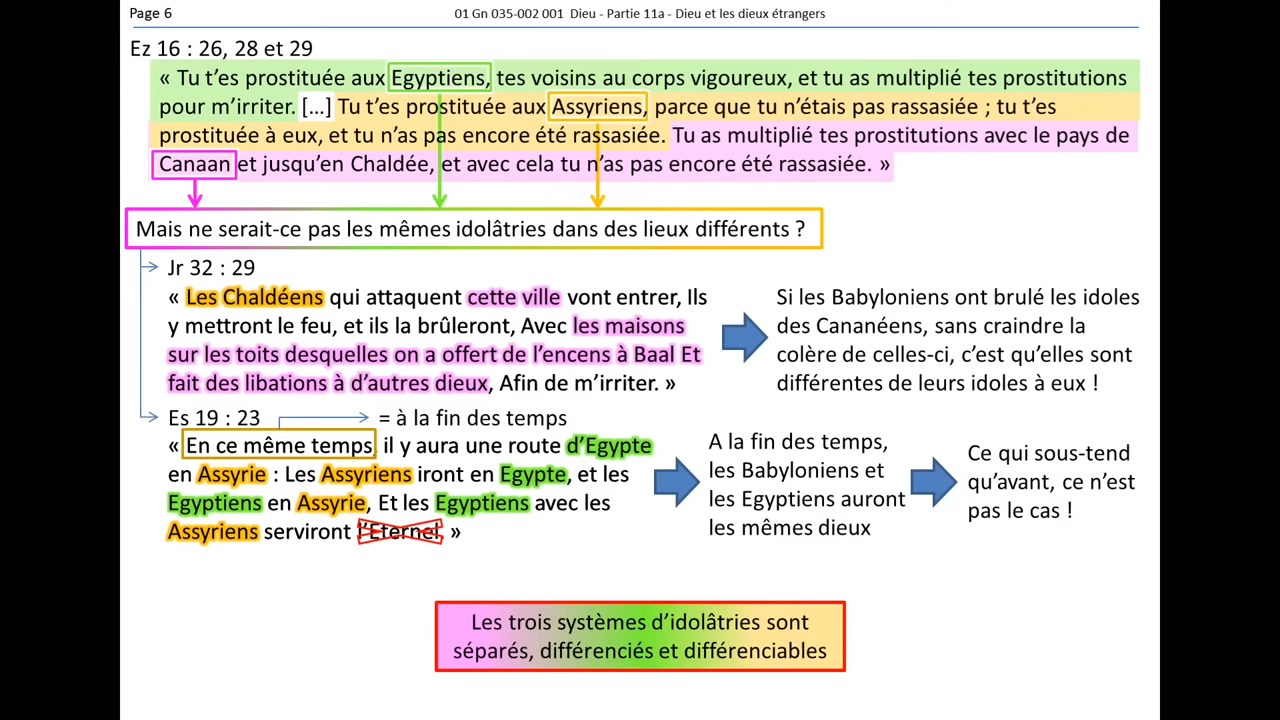 Page 6
01 Gn 035-002 001 Dieu - Partie 11a - Dieu et les dieux étrangers
Ez 16 : 26, 28 et 29
« Tu t’es prostituée aux Egyptiens, tes voisins au corps vigoureux, et tu as multiplié tes prostitutions
pour m’irriter. [...] Tu t’es prostituée aux Assyriens, parce que tu n’étais pas rassasiée ; tu t’es
prostituée à eux, et tu n’as pas encore été rassasiée. Tu as multiplié tes prostitutions avec le pays de
Canaan et jusqu’en Chaldée, et avec cela tu n’as pas encore été rassasiée. »
Mais ne serait-ce pas les mêmes idolâtries dans des lieux différents ?
Jr 32 : 29
« Les Chaldéens qui attaquent cette ville vont entrer, Ils
y mettront le feu, et ils la brûleront, Avec les maisons
sur les toits desquelles on a offert de l’encens à Baal Et
fait des libations à d’autres dieux, Afin de m’irriter. »
Si les Babyloniens ont brulé les idoles
des Cananéens, sans craindre la
colère de celles-ci, c’est qu’elles sont
différentes de leurs idoles à eux !
Es 19 : 23
= à la fin des temps
« En ce même temps, il y aura une route d’Egypte
en Assyrie : Les Assyriens iront en Egypte, et les
Egyptiens en Assyrie, Et les Egyptiens avec les
Assyriens serviront l’Eternel. »
A la fin des temps,
les Babyloniens et
les Egyptiens auront
les mêmes dieux
Ce qui sous-tend
qu’avant, ce n’est
pas le cas !
Les trois systèmes d’idolâtries sont
séparés, différenciés et différenciables